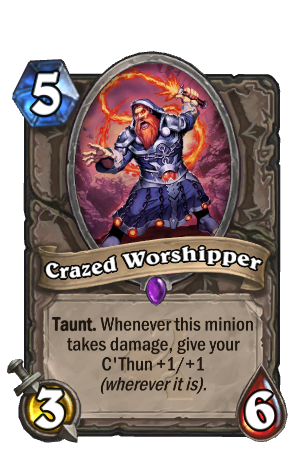 5
Crazed Worshipper
Taunt. Whenever this minion
takes damage, give your
C'Thun +1/+1
(wherever it is).
3
6